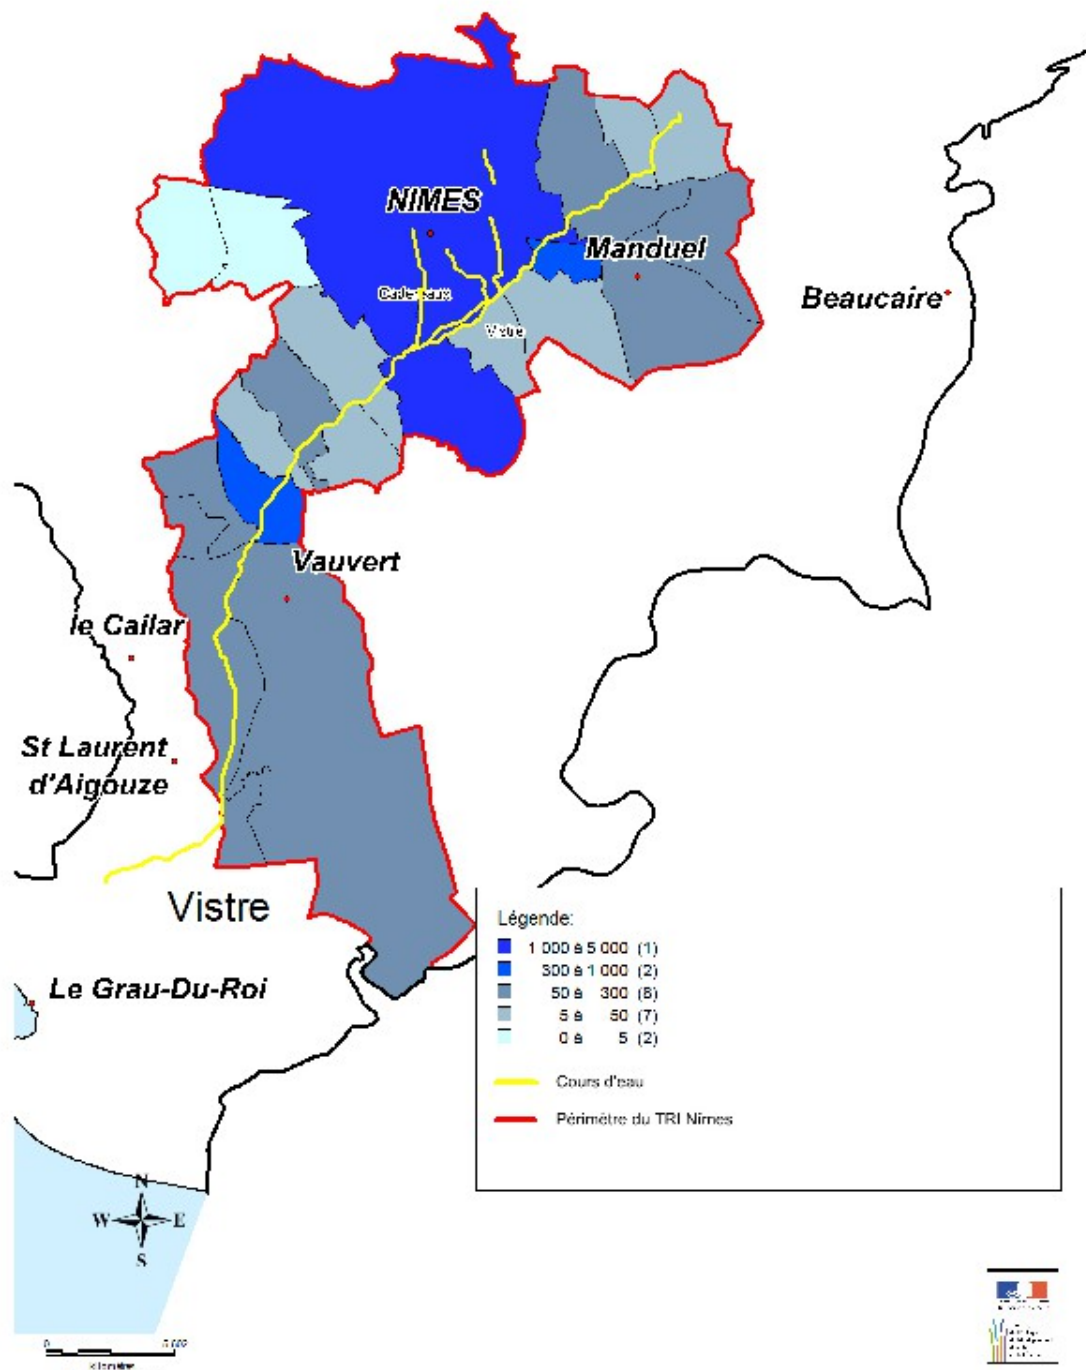 NIMES
Manduel
Beaucaire
Cadereaux
Vistre
Vauvert
le Cailar
St Laurent
d'Aigouze
Vistre
Légende:
1 000 à 5 000 (1)
300 à 1 000 (2)
50 à 300 (8)
5 à 50 (7)
0 à 5 (2)
Le Grau-Du-Roi
Cours d'eau
Périmètre du TRI Nîmes
N
W E
S
0
kilomètres